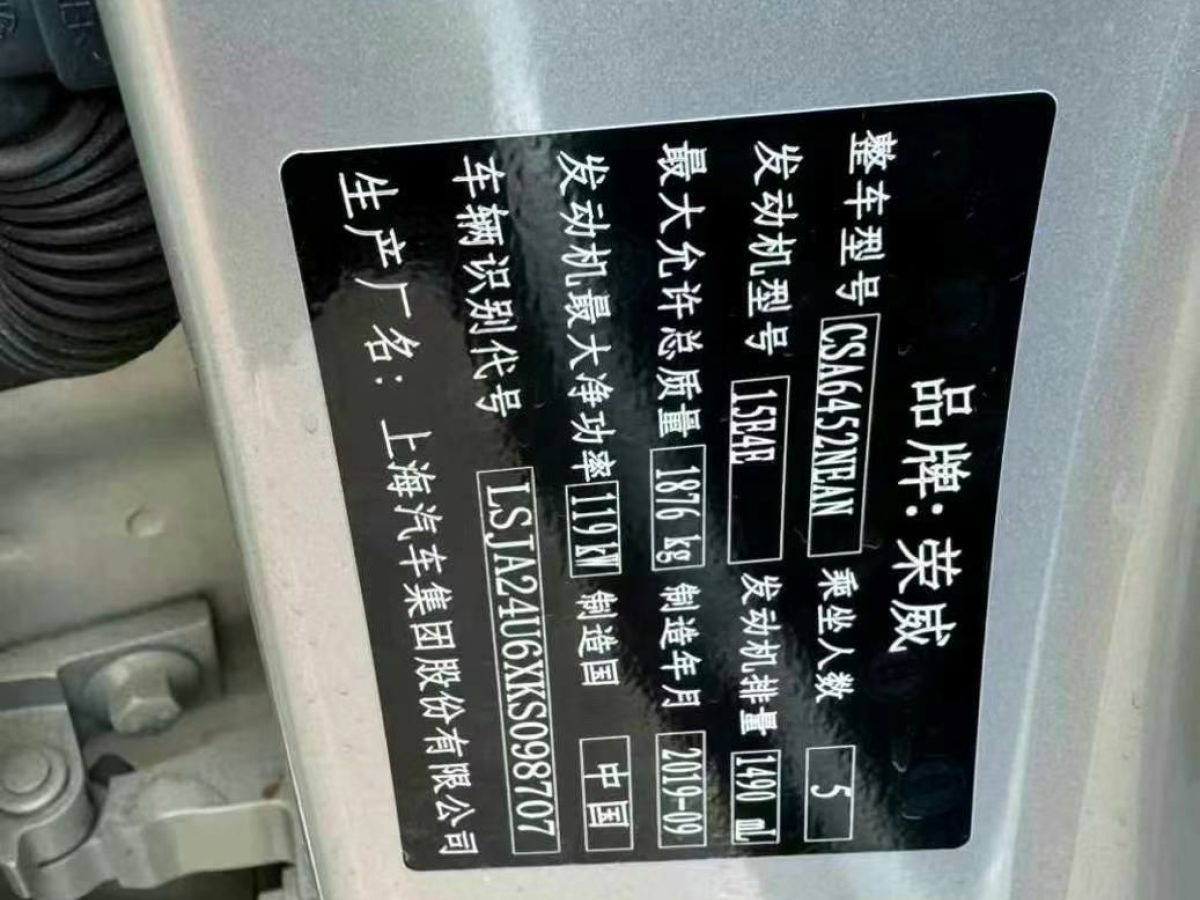 品牌: 荣威
整车型号 CSA6452NEAN 乘坐人数 5
发动机型号 15E4E 发动机排量 1490 mL
最大允许总质量 1876 kg 制造年月 2019-09
发动机最大净功率 119 kW 制造国 中国
车辆识别代号 LSJA24U6XKS098707
生产厂名: 上海汽车集团股份有限公司